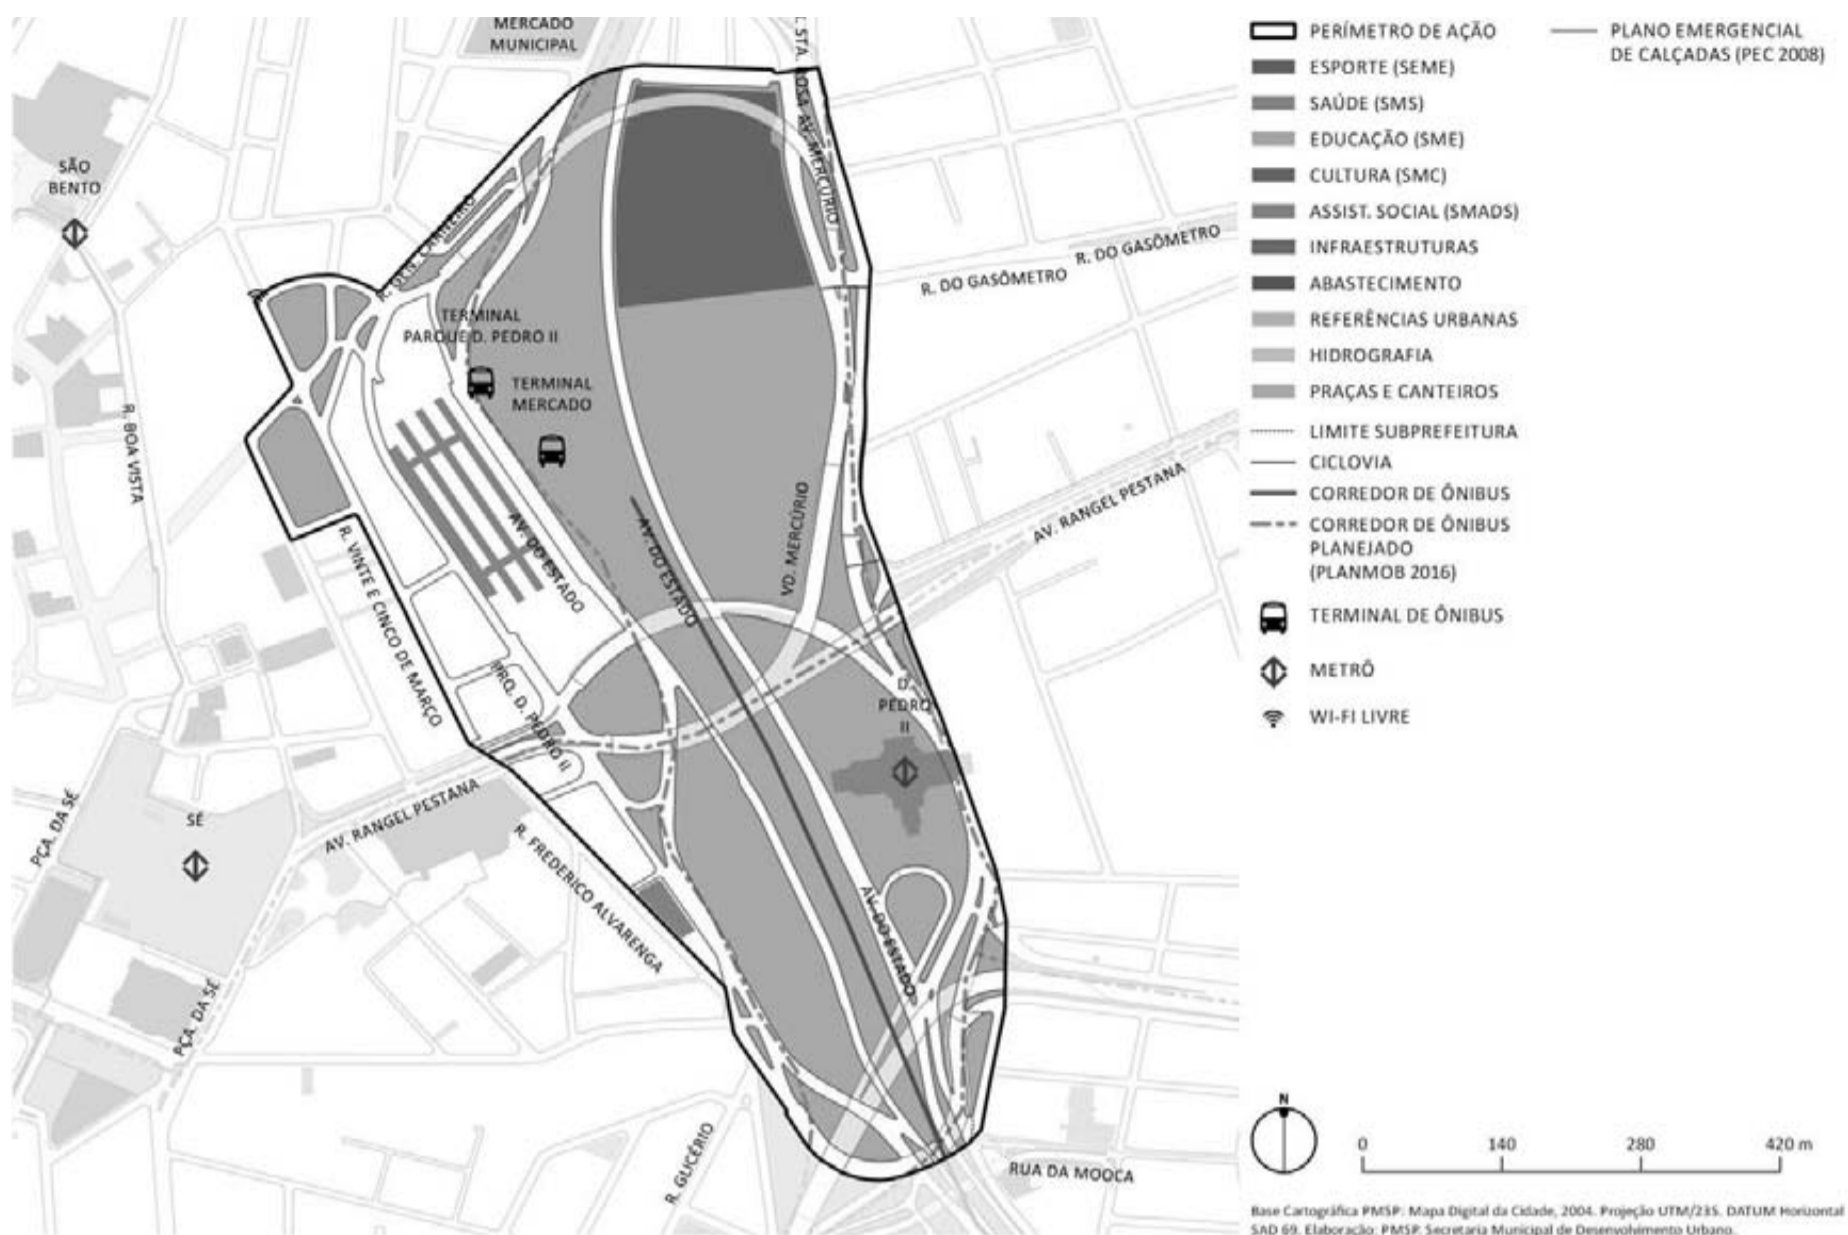 MERCADO
MUNICIPAL
SÃO
BENTO
R. GEN. CARNEIRO
STA. ROSA
AV. MERCÚRIO
R. DO GASÔMETRO
R. DO GASÔMETRO
TERMINAL
PARQUE D. PEDRO II
TERMINAL
MERCADO
R. BOA VISTA
AV. DO ESTADO
AV. DO ESTADO
VD. MERCÚRIO
AV. RANGEL PESTANA
R. VINTE E CINCO DE MARÇO
PRQ. D. PEDRO II
D.
PEDRO
II
PÇA. DA SÉ
SÉ
AV. RANGEL PESTANA
R. FREDERICO ALVARENGA
AV. DO ESTADO
PÇA. DA SÉ
R. GLICÉRIO
RUA DA MOOCA
PERÍMETRO DE AÇÃO
ESPORTE (SEME)
SAÚDE (SMS)
EDUCAÇÃO (SME)
CULTURA (SMC)
ASSIST. SOCIAL (SMADS)
INFRAESTRUTURAS
ABASTECIMENTO
REFERÊNCIAS URBANAS
HIDROGRAFIA
PRAÇAS E CANTEIROS
LIMITE SUBPREFEITURA
CICLOVIA
CORREDOR DE ÔNIBUS
CORREDOR DE ÔNIBUS
PLANEJADO
(PLANMOB 2016)
TERMINAL DE ÔNIBUS
METRÔ
WI-FI LIVRE
PLANO EMERGENCIAL
DE CALÇADAS (PEC 2008)
N
0 140 280 420 m
Base Cartográfica PMSP: Mapa Digital da Cidade, 2004. Projeção UTM/23S. DATUM Horizontal
SAD 69. Elaboração: PMSP. Secretaria Municipal de Desenvolvimento Urbano.